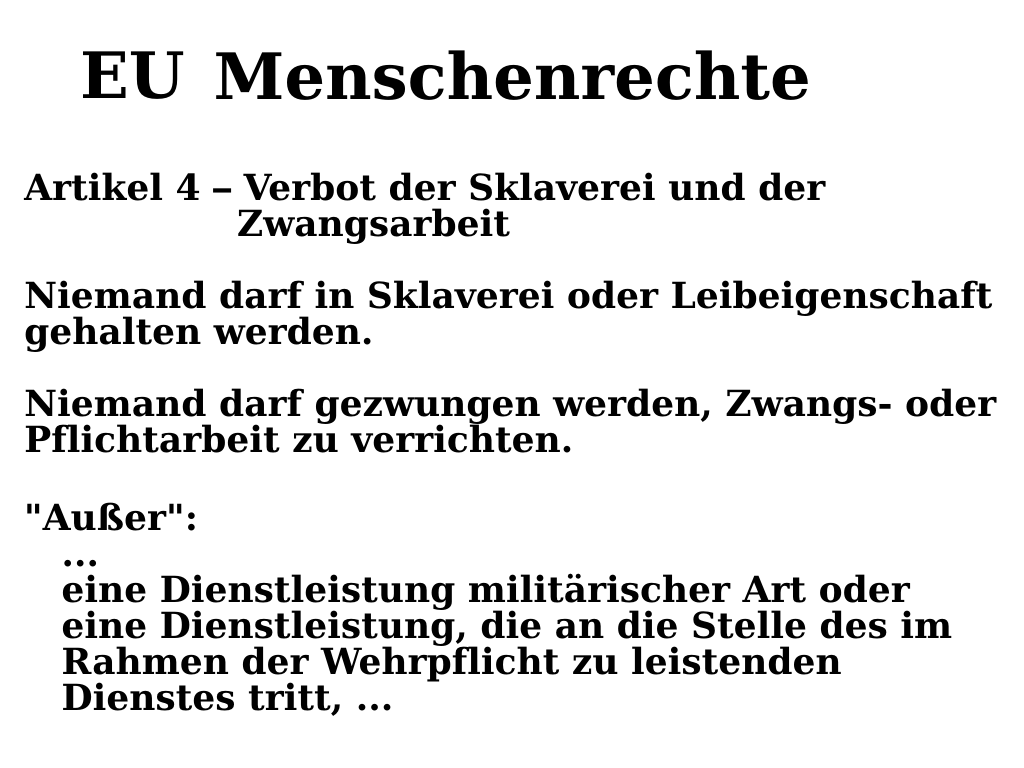 EU Menschenrechte
Artikel 4 – Verbot der Sklaverei und der
Zwangsarbeit
Niemand darf in Sklaverei oder Leibeigenschaft
gehalten werden.
Niemand darf gezwungen werden, Zwangs- oder
Pflichtarbeit zu verrichten.
"Außer":
...
eine Dienstleistung militärischer Art oder
eine Dienstleistung, die an die Stelle des im
Rahmen der Wehrpflicht zu leistenden
Dienstes tritt, ...